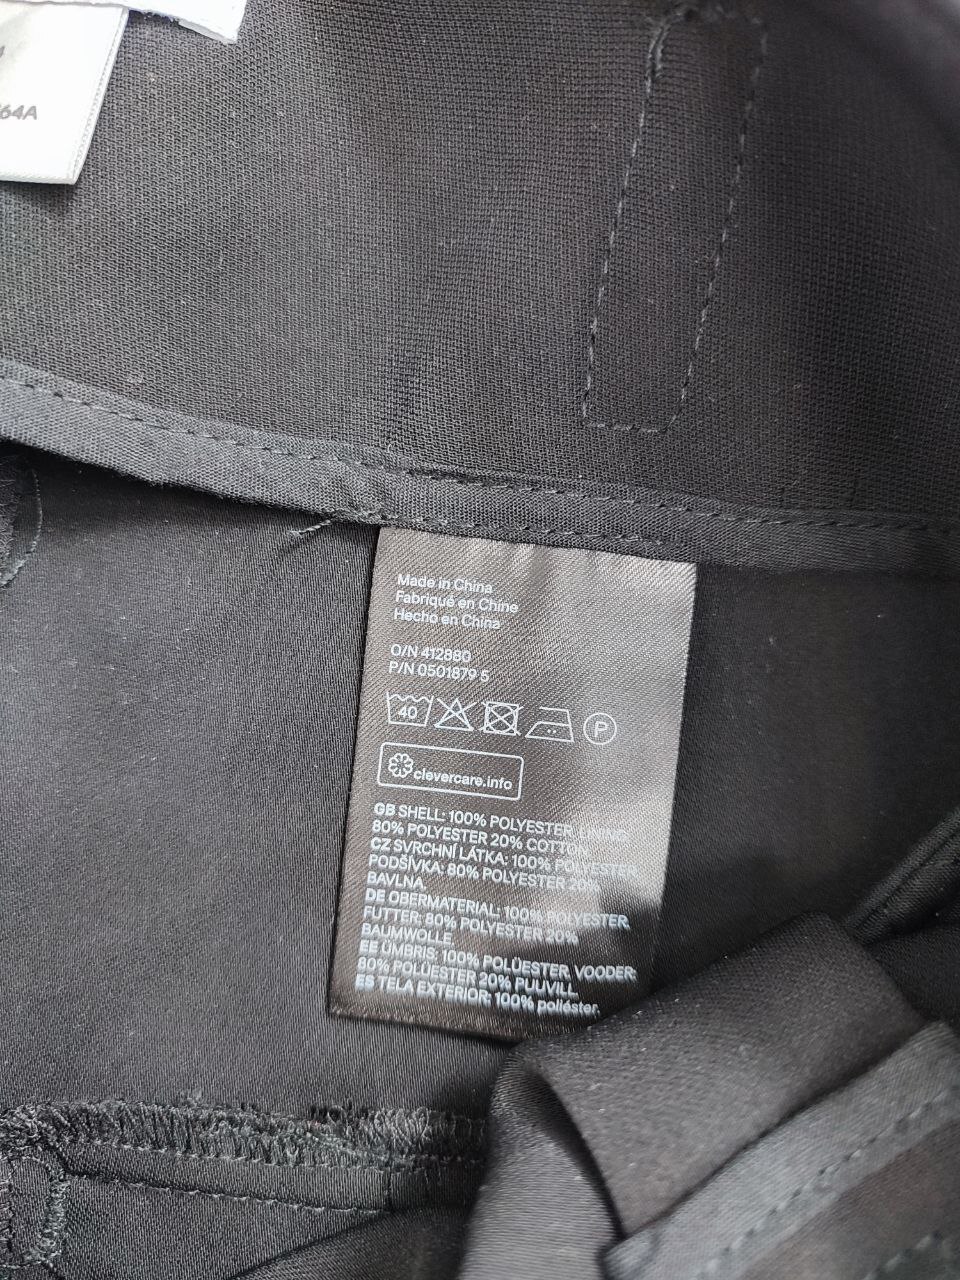 64A
Made in China
Fabriqué en Chine
Hecho en China
O/N 412880
P/N 0501879 5
40
P
clevercare.info
GB SHELL: 100% POLYESTER. LINING:
80% POLYESTER 20% COTTON.
CZ SVRCHNÍ LÁTKA: 100% POLYESTER.
PODŠÍVKA: 80% POLYESTER 20%
BAVLNA.
DE OBERMATERIAL: 100% POLYESTER.
FUTTER: 80% POLYESTER 20%
BAUMWOLLE.
EE ÜMBRIS: 100% POLÜESTER. VOODER:
80% POLÜESTER 20% PUUVILL.
ES TELA EXTERIOR: 100% poliéster.